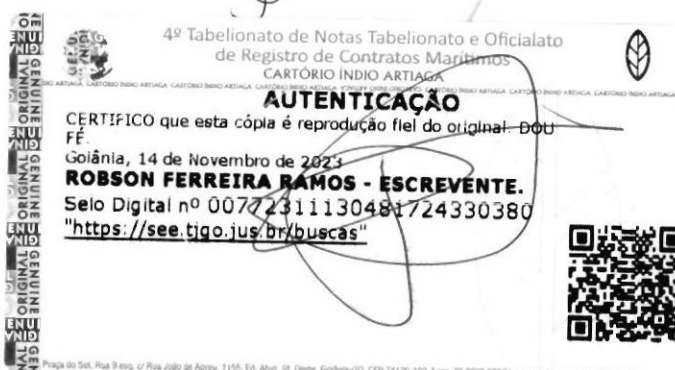 4º Tabelionato de Notas Tabelionato e Oficialato
de Registro de Contratos Marítimos
CARTÓRIO ÍNDIO ARTIAGA
AUTENTICAÇÃO
CERTIFICO que esta cópia é reprodução fiel do original. DOU
FÉ.
Goiânia, 14 de Novembro de 2023
ROBSON FERREIRA RAMOS - ESCREVENTE.
Selo Digital nº 00772311130481724330380
"https://see.tjgo.jus.br/buscas"
ORIGINAL GENUINE